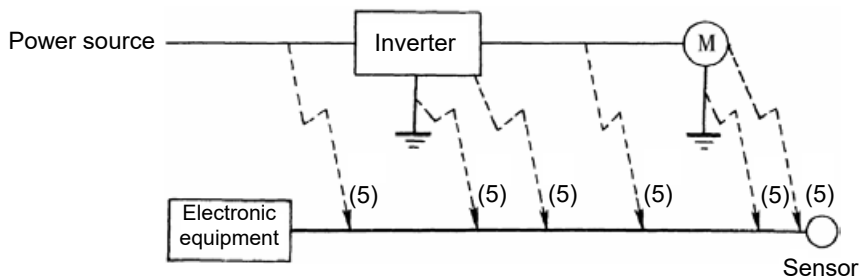 Power source
Inverter
M
(5)
(5)
(5)
(5)
(5)
(5)
Electronic
equipment
Sensor